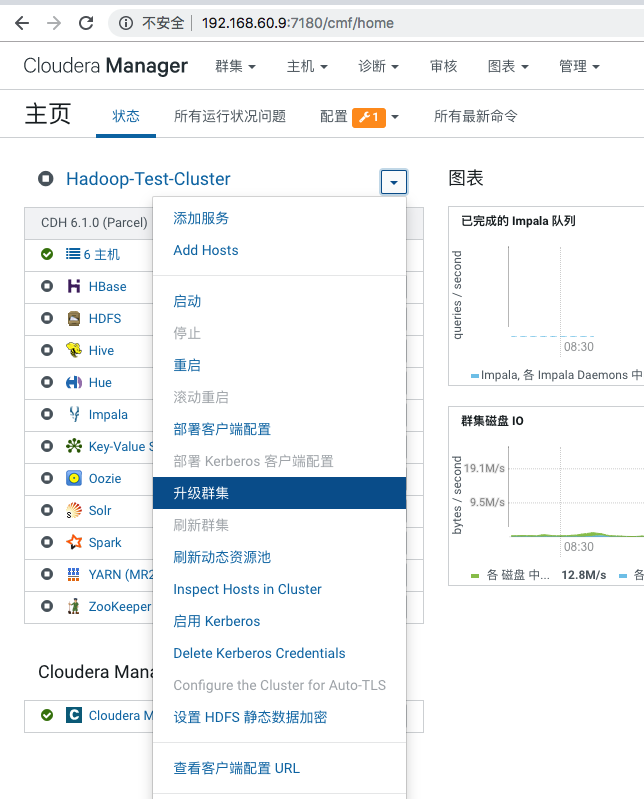 不安全 192.168.60.9:7180/cmf/home
Cloudera Manager 群集 主机 诊断 审核 图表 管理
主页 状态 所有运行状况问题 配置 1 所有最新命令
Hadoop-Test-Cluster
CDH 6.1.0 (Parcel)
6 主机
HBase
HDFS
Hive
Hue
Impala
Key-Value S
Oozie
Solr
Spark
YARN (MR2
ZooKeeper
Cloudera Mana
Cloudera M
添加服务
Add Hosts
启动
停止
重启
滚动重启
部署客户端配置
部署 Kerberos 客户端配置
升级群集
刷新群集
刷新动态资源池
Inspect Hosts in Cluster
启用 Kerberos
Delete Kerberos Credentials
Configure the Cluster for Auto-TLS
设置 HDFS 静态数据加密
查看客户端配置 URL
图表
已完成的 Impala 队列
queries / second
08:30
Impala, 各 Impala Daemons 中
群集磁盘 IO
bytes / second
19.1M/s
9.5M/s
08:30
各 磁盘 中... 12.8M/s 各